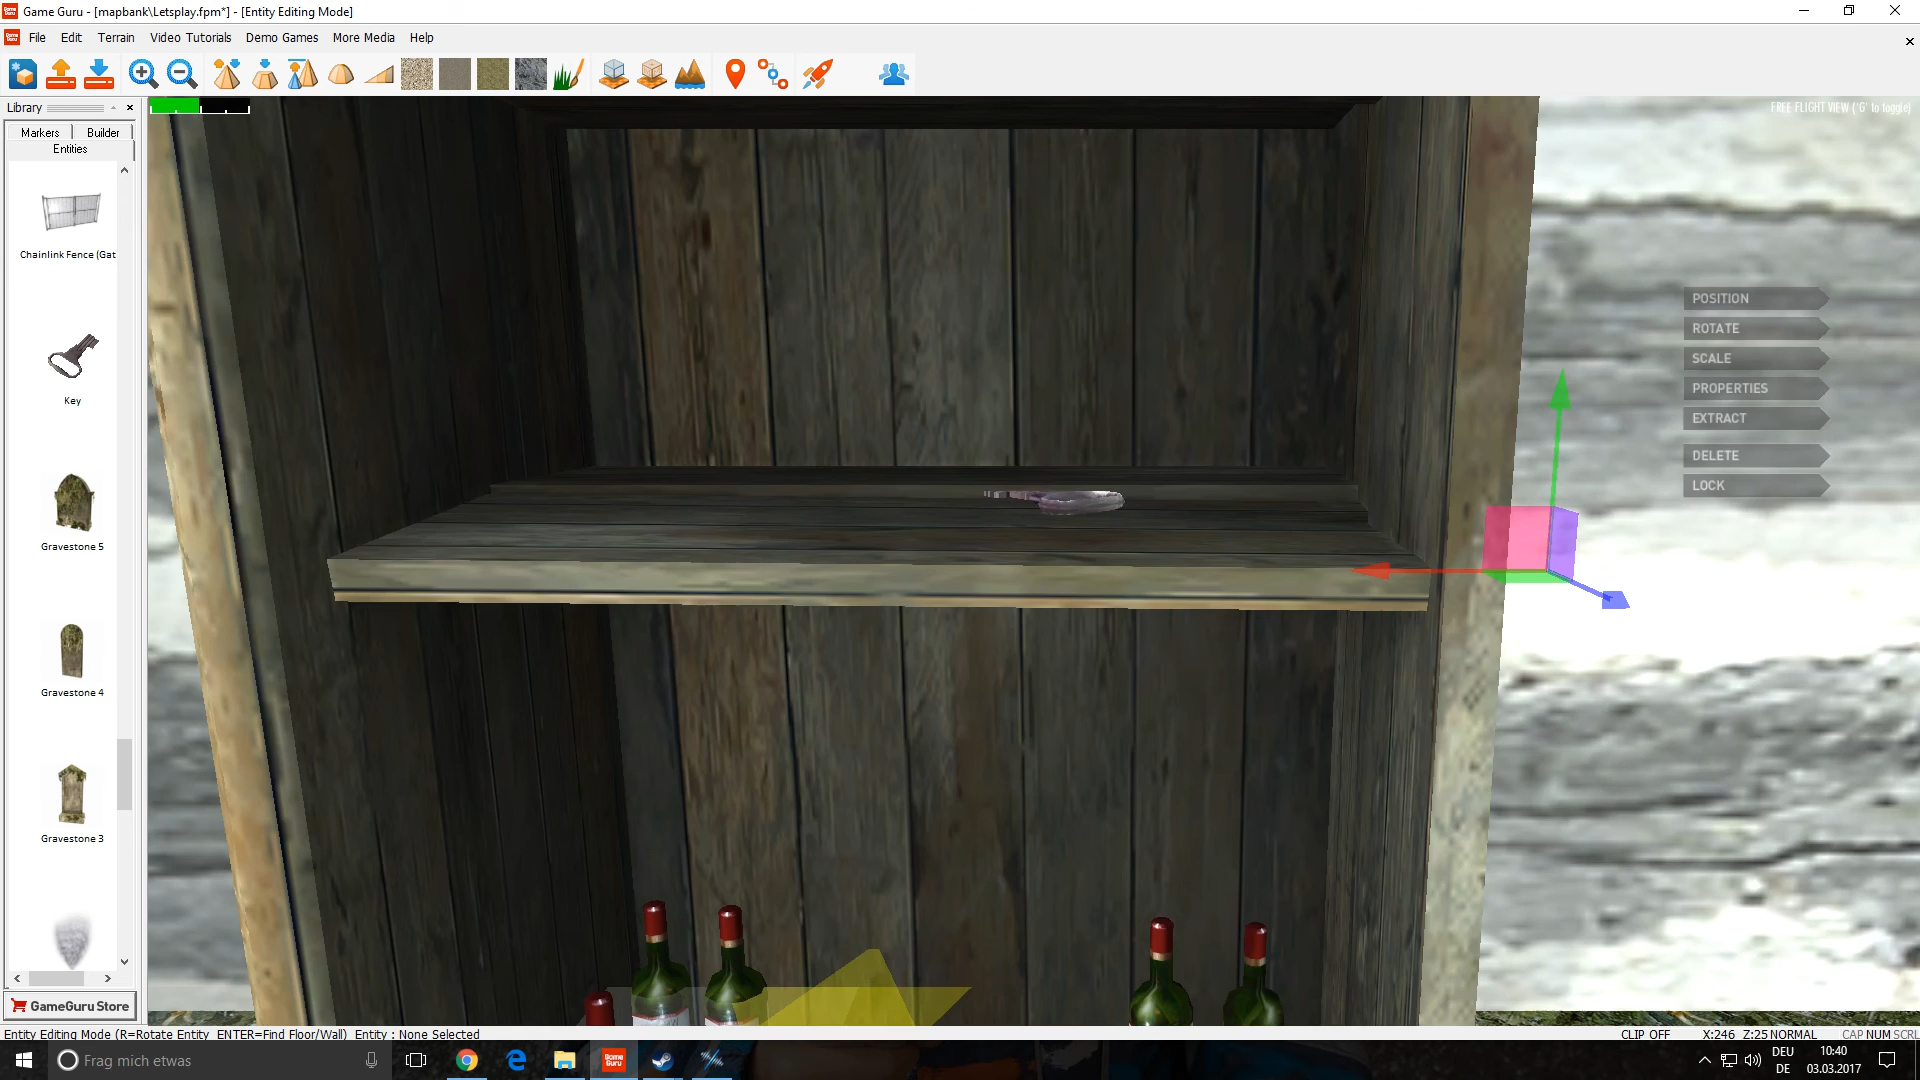 Game Guru - [mapbank\Letsplay.fpm*] - [Entity Editing Mode]
File Edit Terrain Video Tutorials Demo Games More Media Help
Library
Markers Builder
Entities
FREE FLIGHT VIEW ('G' to toggle)
Chainlink Fence (Gat
Key
Gravestone 5
Gravestone 4
Gravestone 3
POSITION
ROTATE
SCALE
PROPERTIES
EXTRACT
DELETE
LOCK
GameGuru Store
Entity Editing Mode (R=Rotate Entity ENTER=Find Floor/Wall) Entity : None Selected
CLIP OFF X:246 Z:25 NORMAL CAP NUM SCRL
Frag mich etwas
Game Guru
DEU
DE
10:40
03.03.2017